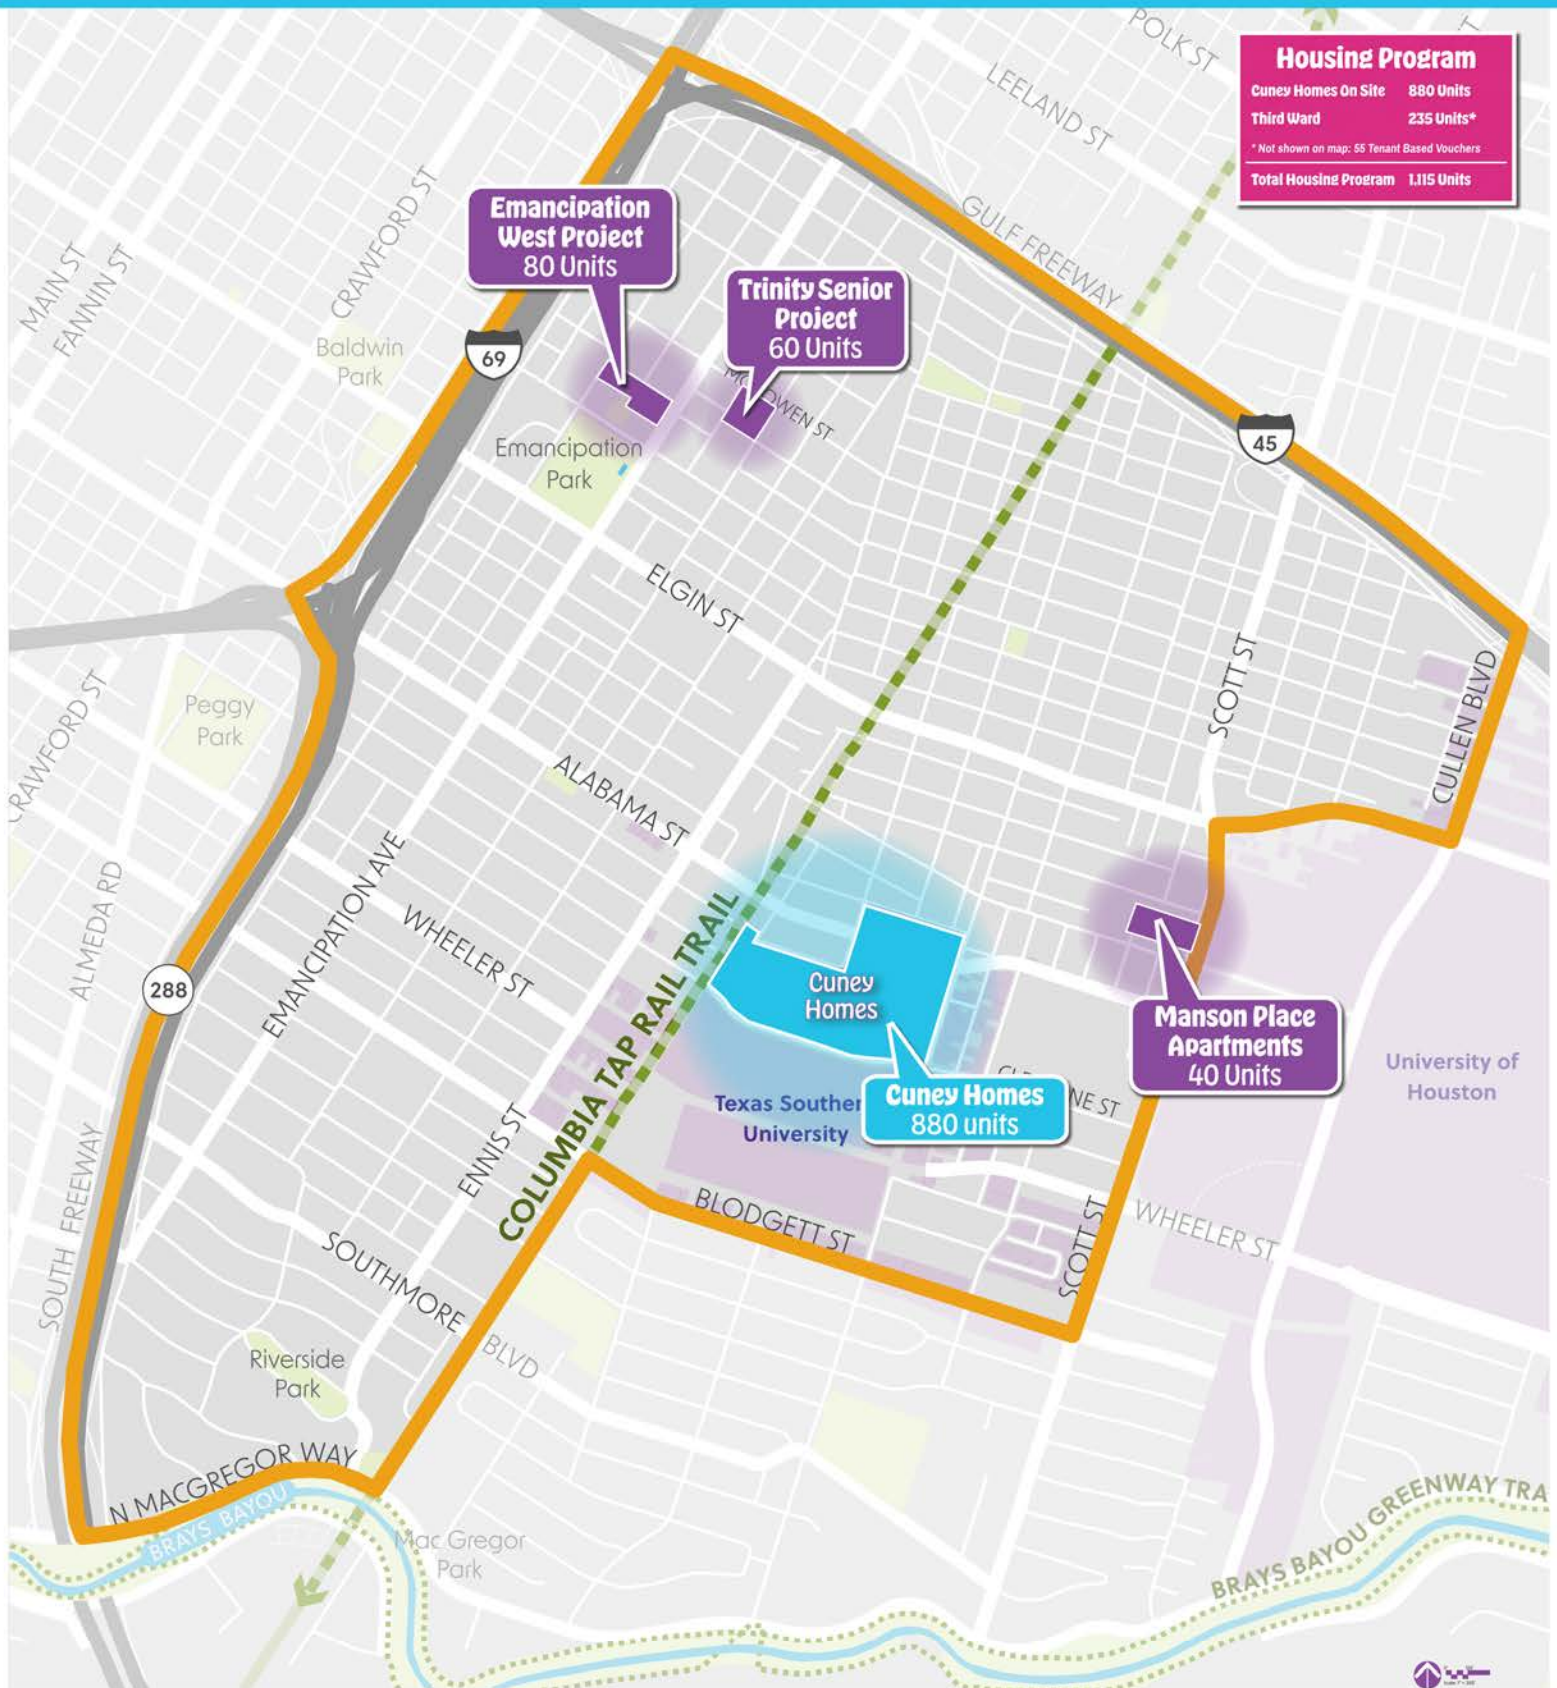 POLK ST
LEELAND ST
Housing Program
Cuney Homes On Site 880 Units
Third Ward 235 Units*
* Not shown on map: 55 Tenant Based Vouchers
Total Housing Program 1,115 Units
CRAWFORD ST
MAIN ST
FANNIN ST
Emancipation
West Project
80 Units
GULF FREEWAY
Trinity Senior
Project
60 Units
Baldwin
Park
69
45
Emancipation
Park
ELGIN ST
SCOTT ST
CULLEN BLVD
CRAWFORD ST
Peggy
Park
ALABAMA ST
ALMEDA RD
EMANCIPATION AVE
WHEELER ST
COLUMBIA TAP RAIL TRAIL
288
Cuney
Homes
Manson Place
Apartments
40 Units
University of
Houston
Texas Souther
University
Cuney Homes
880 units
NE ST
ENNIS ST
SOUTH FREEWAY
BLODGETT ST
SCOTT ST
WHEELER ST
SOUTHMORE BLVD
Riverside
Park
N MACGREGOR WAY
BRAYS BAYOU
Mac Gregor
Park
BRAYS BAYOU GREENWAY TRA